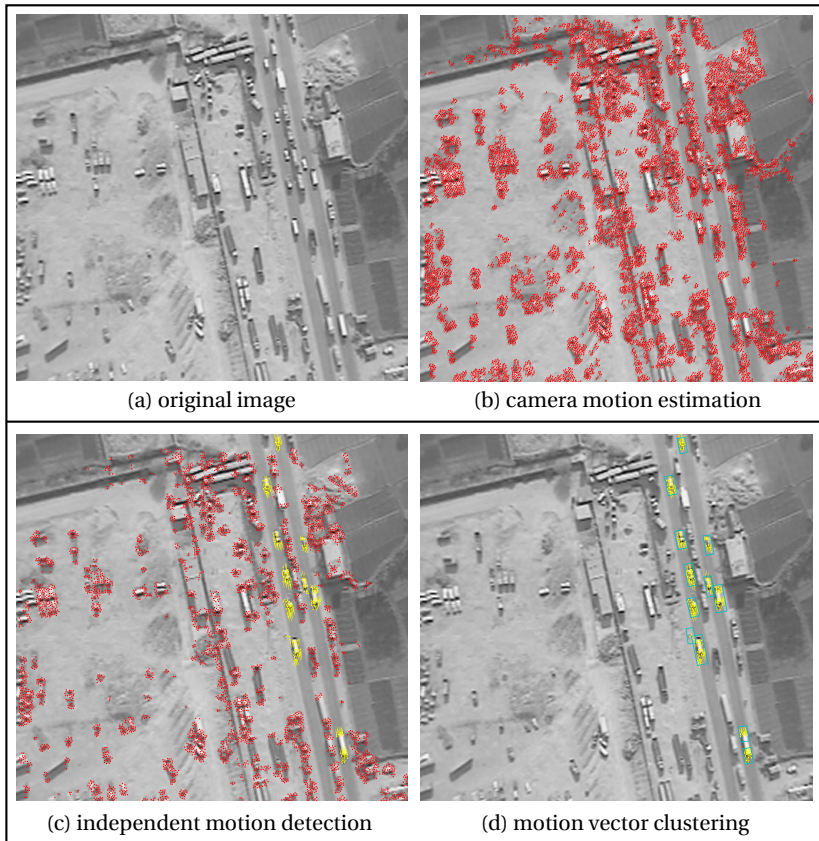 (a) original image
(b) camera motion estimation
(c) independent motion detection
(d) motion vector clustering